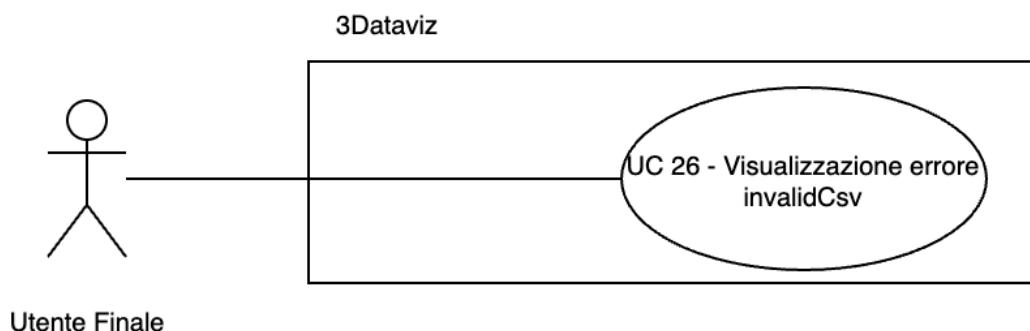 3Dataviz
UC 26 - Visualizzazione errore
invalidCsv
Utente Finale